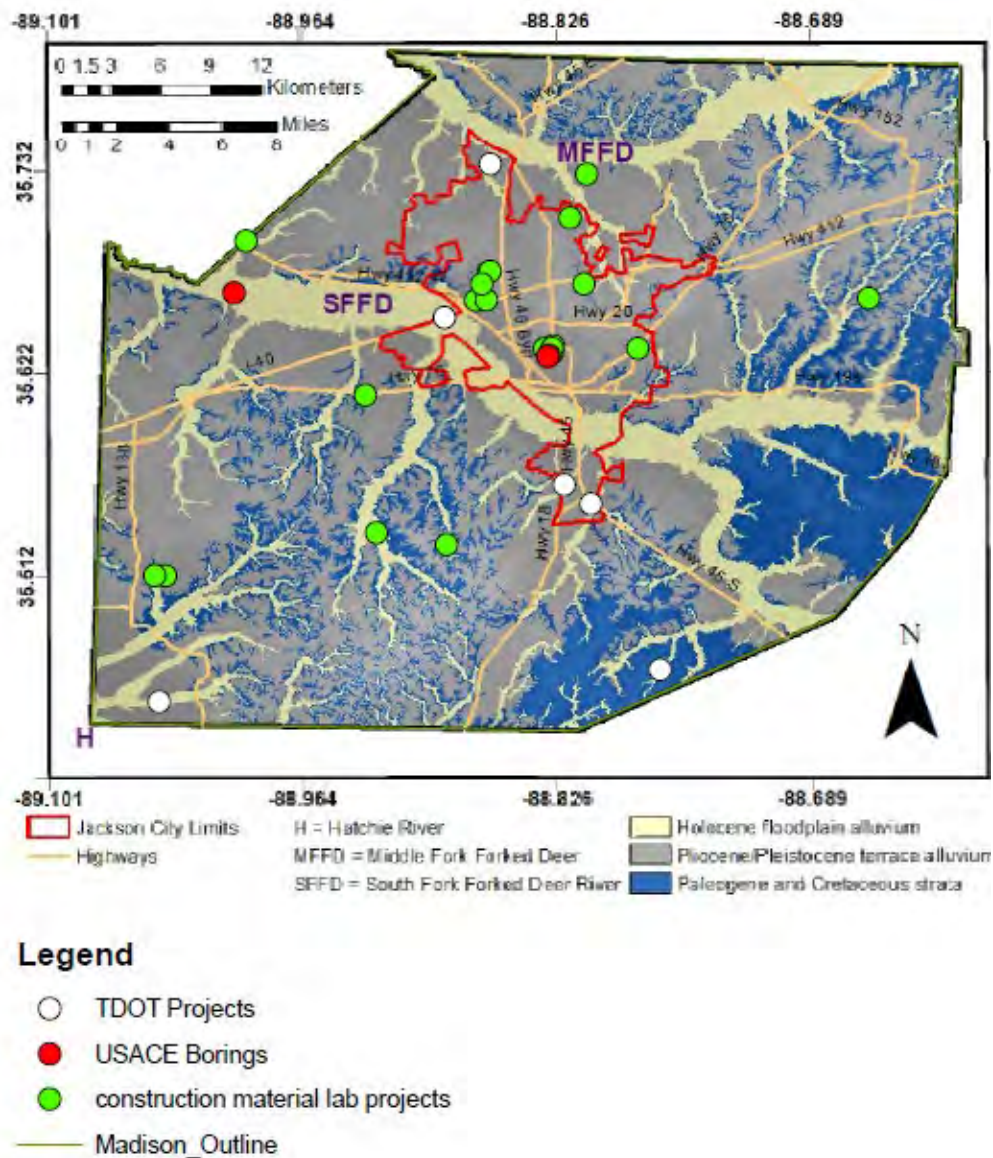 -89.101 -88.964 -88.826 -88.689
0 1.5 3 6 9 12
Kilometers
Miles
0 1 2 4 6 8
Hwy 152
35.732
MFFD
Hwy 412
SFFD
Hwy 20
35.622
I-40
Hwy 138
Hwy 18
Hwy 45-S
35.512
N
H
-89.101 -88.964 -88.826 -88.689
Jackson City Limits H = Hatchie River Holocene floodplain alluvium
Highways MFFD = Middle Fork Forked Deer Pliocene/Pleistocene terrace alluvium
SFFD = South Fork Forked Deer River Paleogene and Cretaceous strata
Legend
TDOT Projects
USACE Borings
construction material lab projects
Madison_Outline